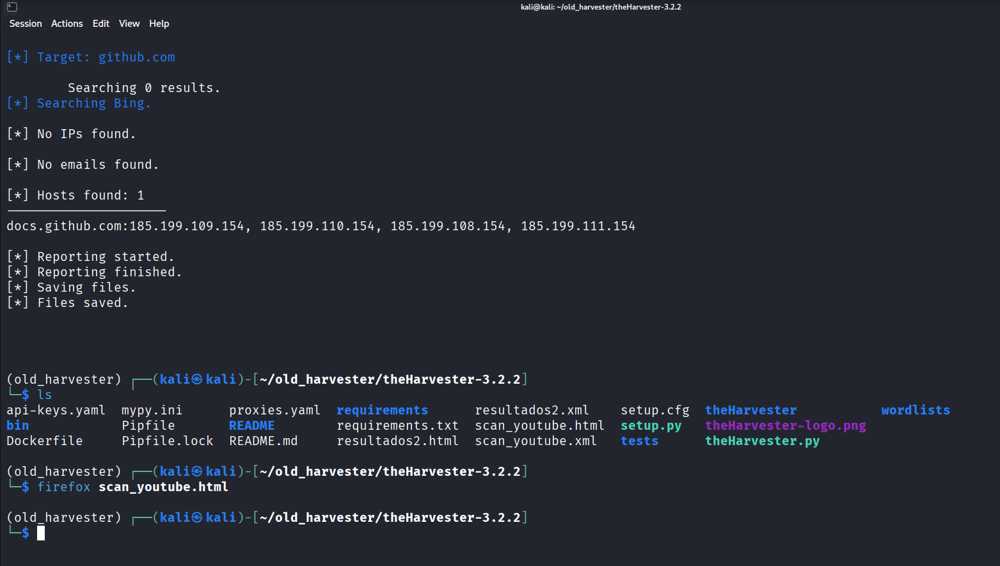 kali@kali: ~/old_harvester/theHarvester-3.2.2
Session Actions Edit View Help
[*] Target: github.com
Searching 0 results.
[*] Searching Bing.
[*] No IPs found.
[*] No emails found.
[*] Hosts found: 1
---------------------
docs.github.com:185.199.109.154, 185.199.110.154, 185.199.108.154, 185.199.111.154
[*] Reporting started.
[*] Reporting finished.
[*] Saving files.
[*] Files saved.
(old_harvester) ┌──(kali㉿kali)-[~/old_harvester/theHarvester-3.2.2]
└─$ ls
api-keys.yaml mypy.ini proxies.yaml requirements resultados2.xml setup.cfg theHarvester wordlists
bin Pipfile README requirements.txt scan_youtube.html setup.py theHarvester-logo.png
Dockerfile Pipfile.lock README.md resultados2.html scan_youtube.xml tests theHarvester.py
(old_harvester) ┌──(kali㉿kali)-[~/old_harvester/theHarvester-3.2.2]
└─$ firefox scan_youtube.html
(old_harvester) ┌──(kali㉿kali)-[~/old_harvester/theHarvester-3.2.2]
└─$